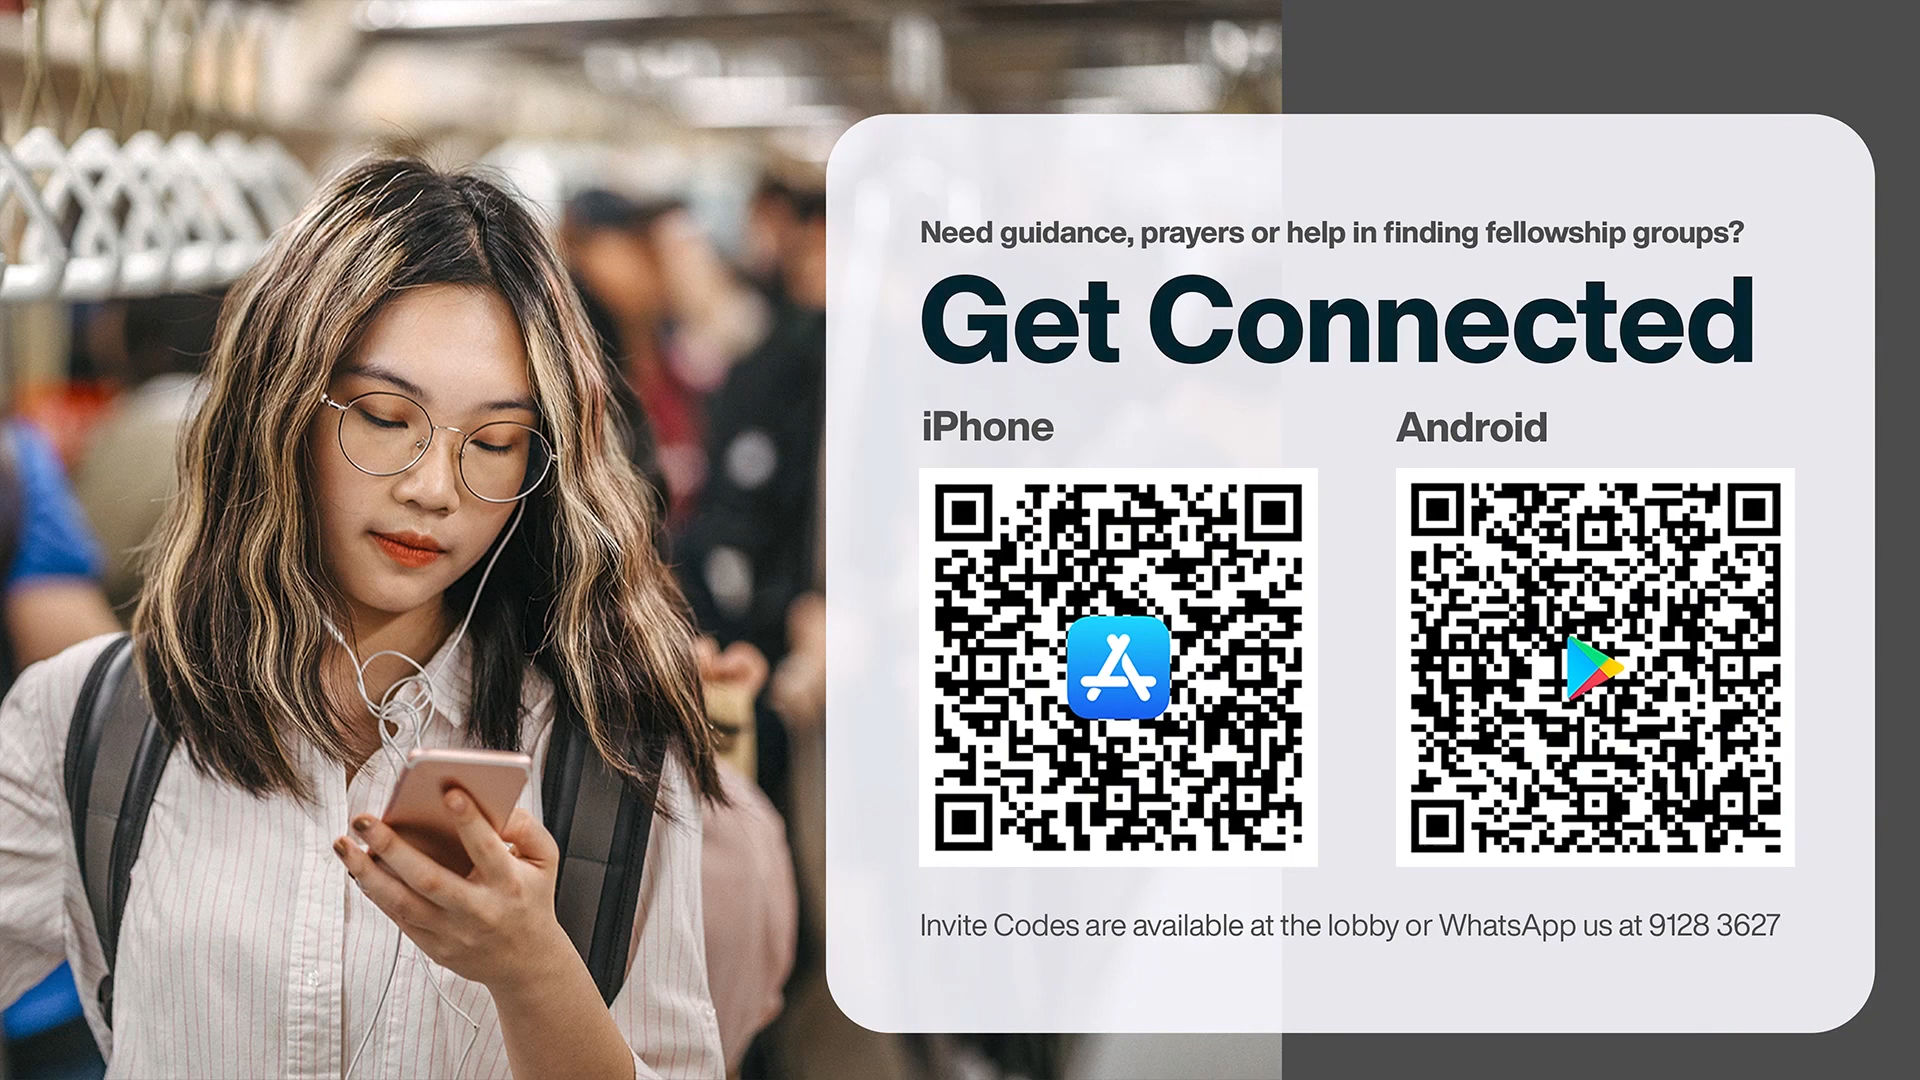 Need guidance, prayers or help in finding fellowship groups?
Get Connected
iPhone
Android
Invite Codes are available at the lobby or WhatsApp us at 9128 3627